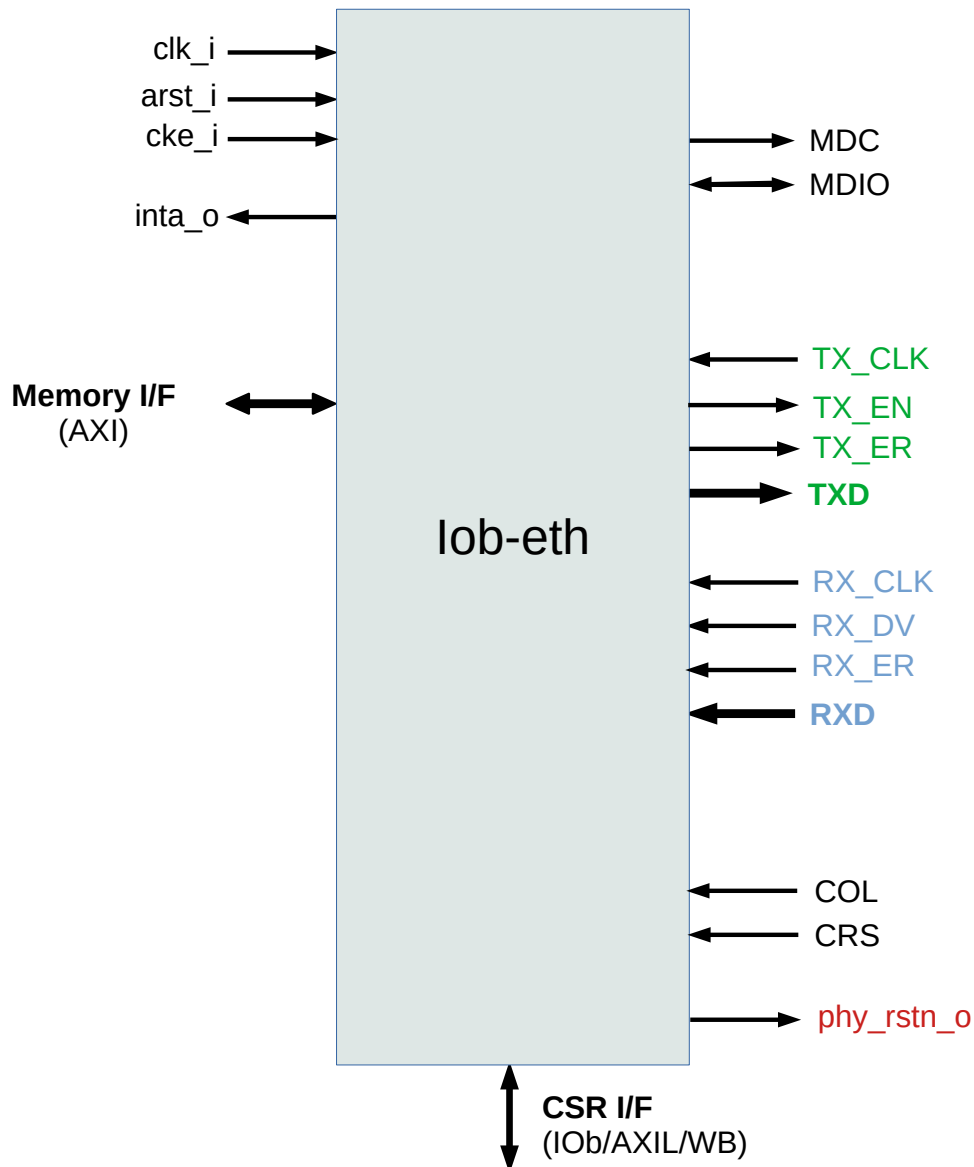 clk_i
arst_i
cke_i
inta_o
Memory I/F
(AXI)
Iob-eth
MDC
MDIO
TX_CLK
TX_EN
TX_ER
TXD
RX_CLK
RX_DV
RX_ER
RXD
COL
CRS
phy_rstn_o
CSR I/F
(IOb/AXIL/WB)